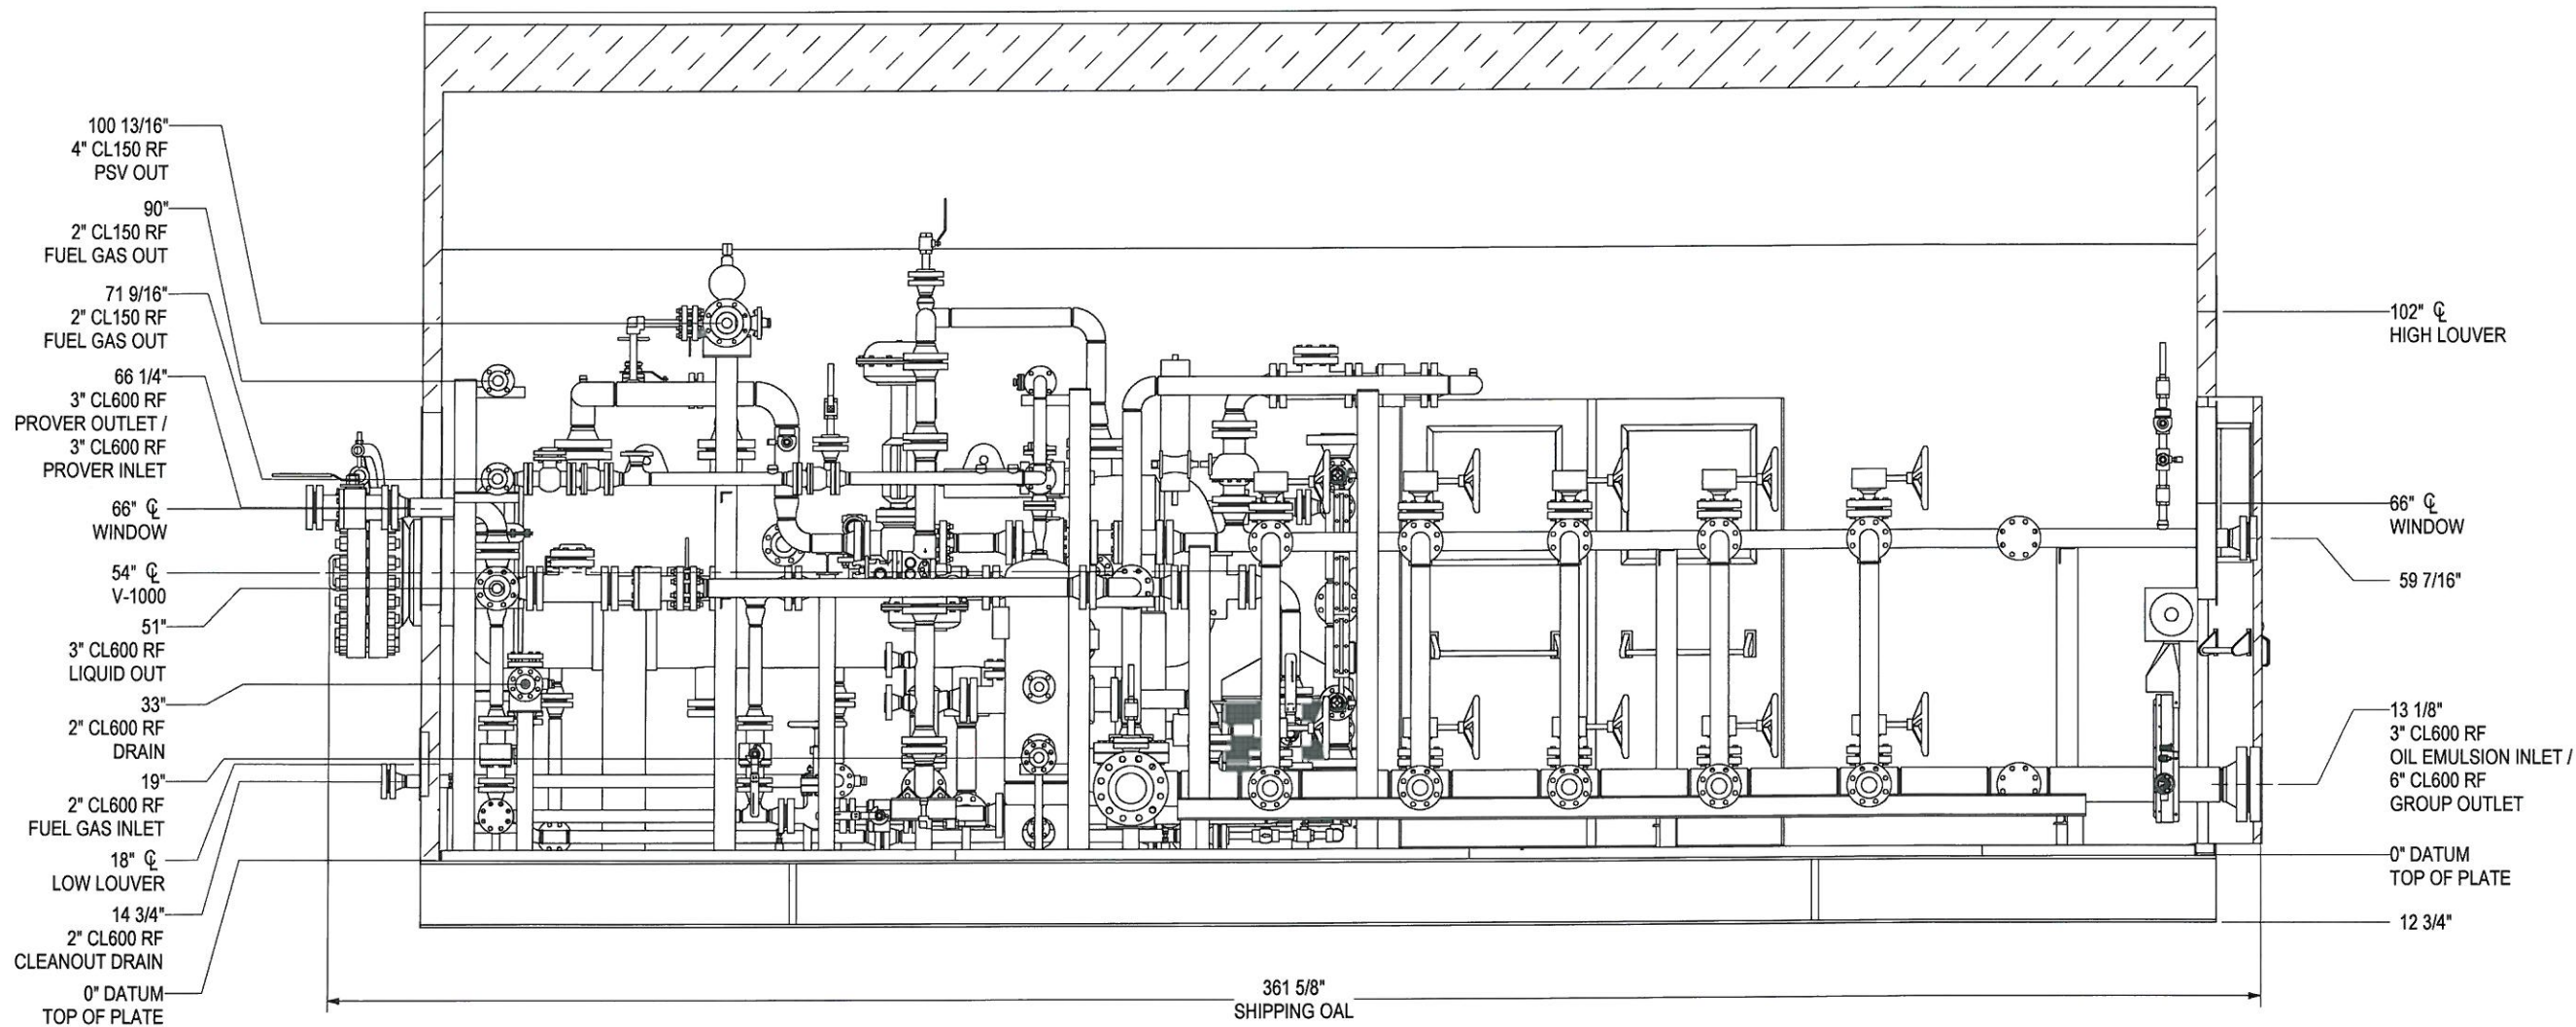 100 13/16"
4" CL150 RF
PSV OUT
90"
2" CL150 RF
FUEL GAS OUT
71 9/16"
2" CL150 RF
FUEL GAS OUT
66 1/4"
3" CL600 RF
PROVER OUTLET /
3" CL600 RF
PROVER INLET
66" ℄
WINDOW
54" ℄
V-1000
51"
3" CL600 RF
LIQUID OUT
33"
2" CL600 RF
DRAIN
19"
2" CL600 RF
FUEL GAS INLET
18" ℄
LOW LOUVER
14 3/4"
2" CL600 RF
CLEANOUT DRAIN
0" DATUM
TOP OF PLATE
102" ℄
HIGH LOUVER
66" ℄
WINDOW
59 7/16"
13 1/8"
3" CL600 RF
OIL EMULSION INLET /
6" CL600 RF
GROUP OUTLET
0" DATUM
TOP OF PLATE
12 3/4"
361 5/8"
SHIPPING OAL